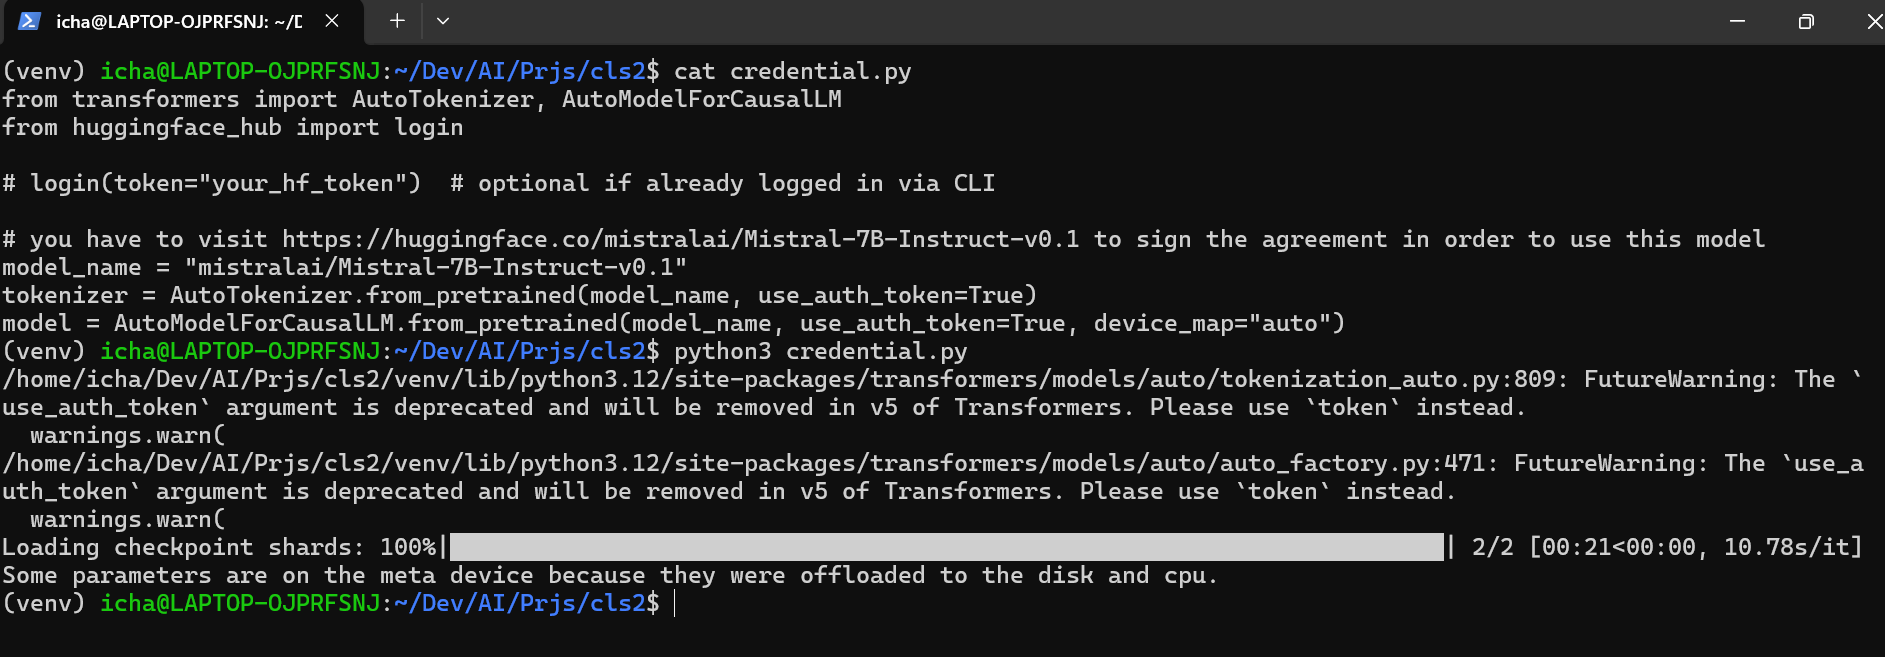 icha@LAPTOP-OJPRFSNJ: ~/D
(venv) icha@LAPTOP-OJPRFSNJ:~/Dev/AI/Prjs/cls2$ cat credential.py
from transformers import AutoTokenizer, AutoModelForCausalLM
from huggingface_hub import login
# login(token="your_hf_token")  # optional if already logged in via CLI
# you have to visit https://huggingface.co/mistralai/Mistral-7B-Instruct-v0.1 to sign the agreement in order to use this model
model_name = "mistralai/Mistral-7B-Instruct-v0.1"
tokenizer = AutoTokenizer.from_pretrained(model_name, use_auth_token=True)
model = AutoModelForCausalLM.from_pretrained(model_name, use_auth_token=True, device_map="auto")
(venv) icha@LAPTOP-OJPRFSNJ:~/Dev/AI/Prjs/cls2$ python3 credential.py
/home/icha/Dev/AI/Prjs/cls2/venv/lib/python3.12/site-packages/transformers/models/auto/tokenization_auto.py:809: FutureWarning: The `
use_auth_token` argument is deprecated and will be removed in v5 of Transformers. Please use `token` instead.
  warnings.warn(
/home/icha/Dev/AI/Prjs/cls2/venv/lib/python3.12/site-packages/transformers/models/auto/auto_factory.py:471: FutureWarning: The `use_a
uth_token` argument is deprecated and will be removed in v5 of Transformers. Please use `token` instead.
  warnings.warn(
Loading checkpoint shards: 100%|                                                                       | 2/2 [00:21<00:00, 10.78s/it]
Some parameters are on the meta device because they were offloaded to the disk and cpu.
(venv) icha@LAPTOP-OJPRFSNJ:~/Dev/AI/Prjs/cls2$